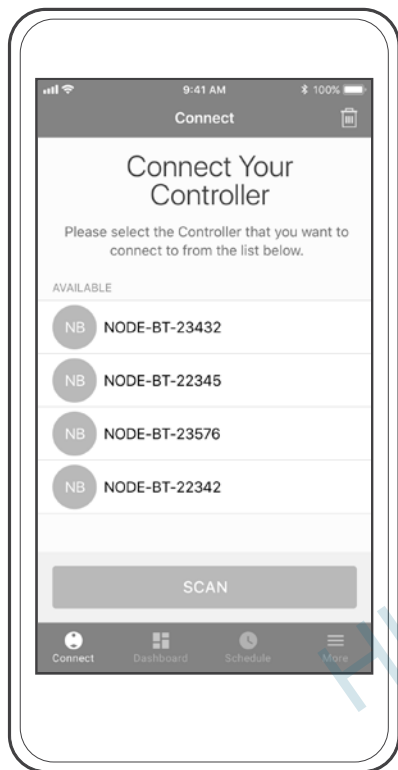 9:41 AM
100%
Connect
Connect Your
Controller
Please select the Controller that you want to
connect to from the list below.
AVAILABLE
NB NODE-BT-23432
NB NODE-BT-22345
NB NODE-BT-23576
NB NODE-BT-22342
SCAN
Connect Dashboard Schedule More